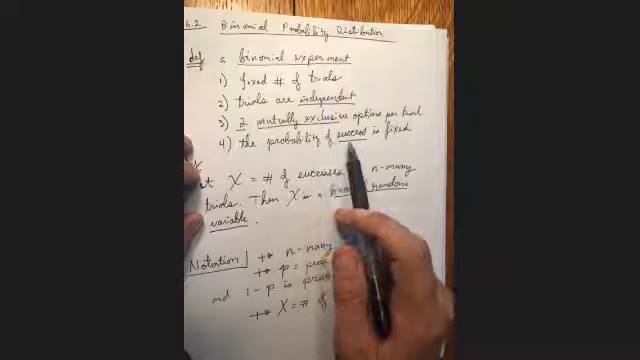 6.2 Binomial Probability Distribution
def a binomial experiment
1) fixed # of trials
2) trials are independent
3) 2 mutually exclusive options per trial
4) the probability of success is fixed
X = # of successes n-many
trials. Then X is a random
variable.
Notation n-many
p =
and 1-p is
X = # of